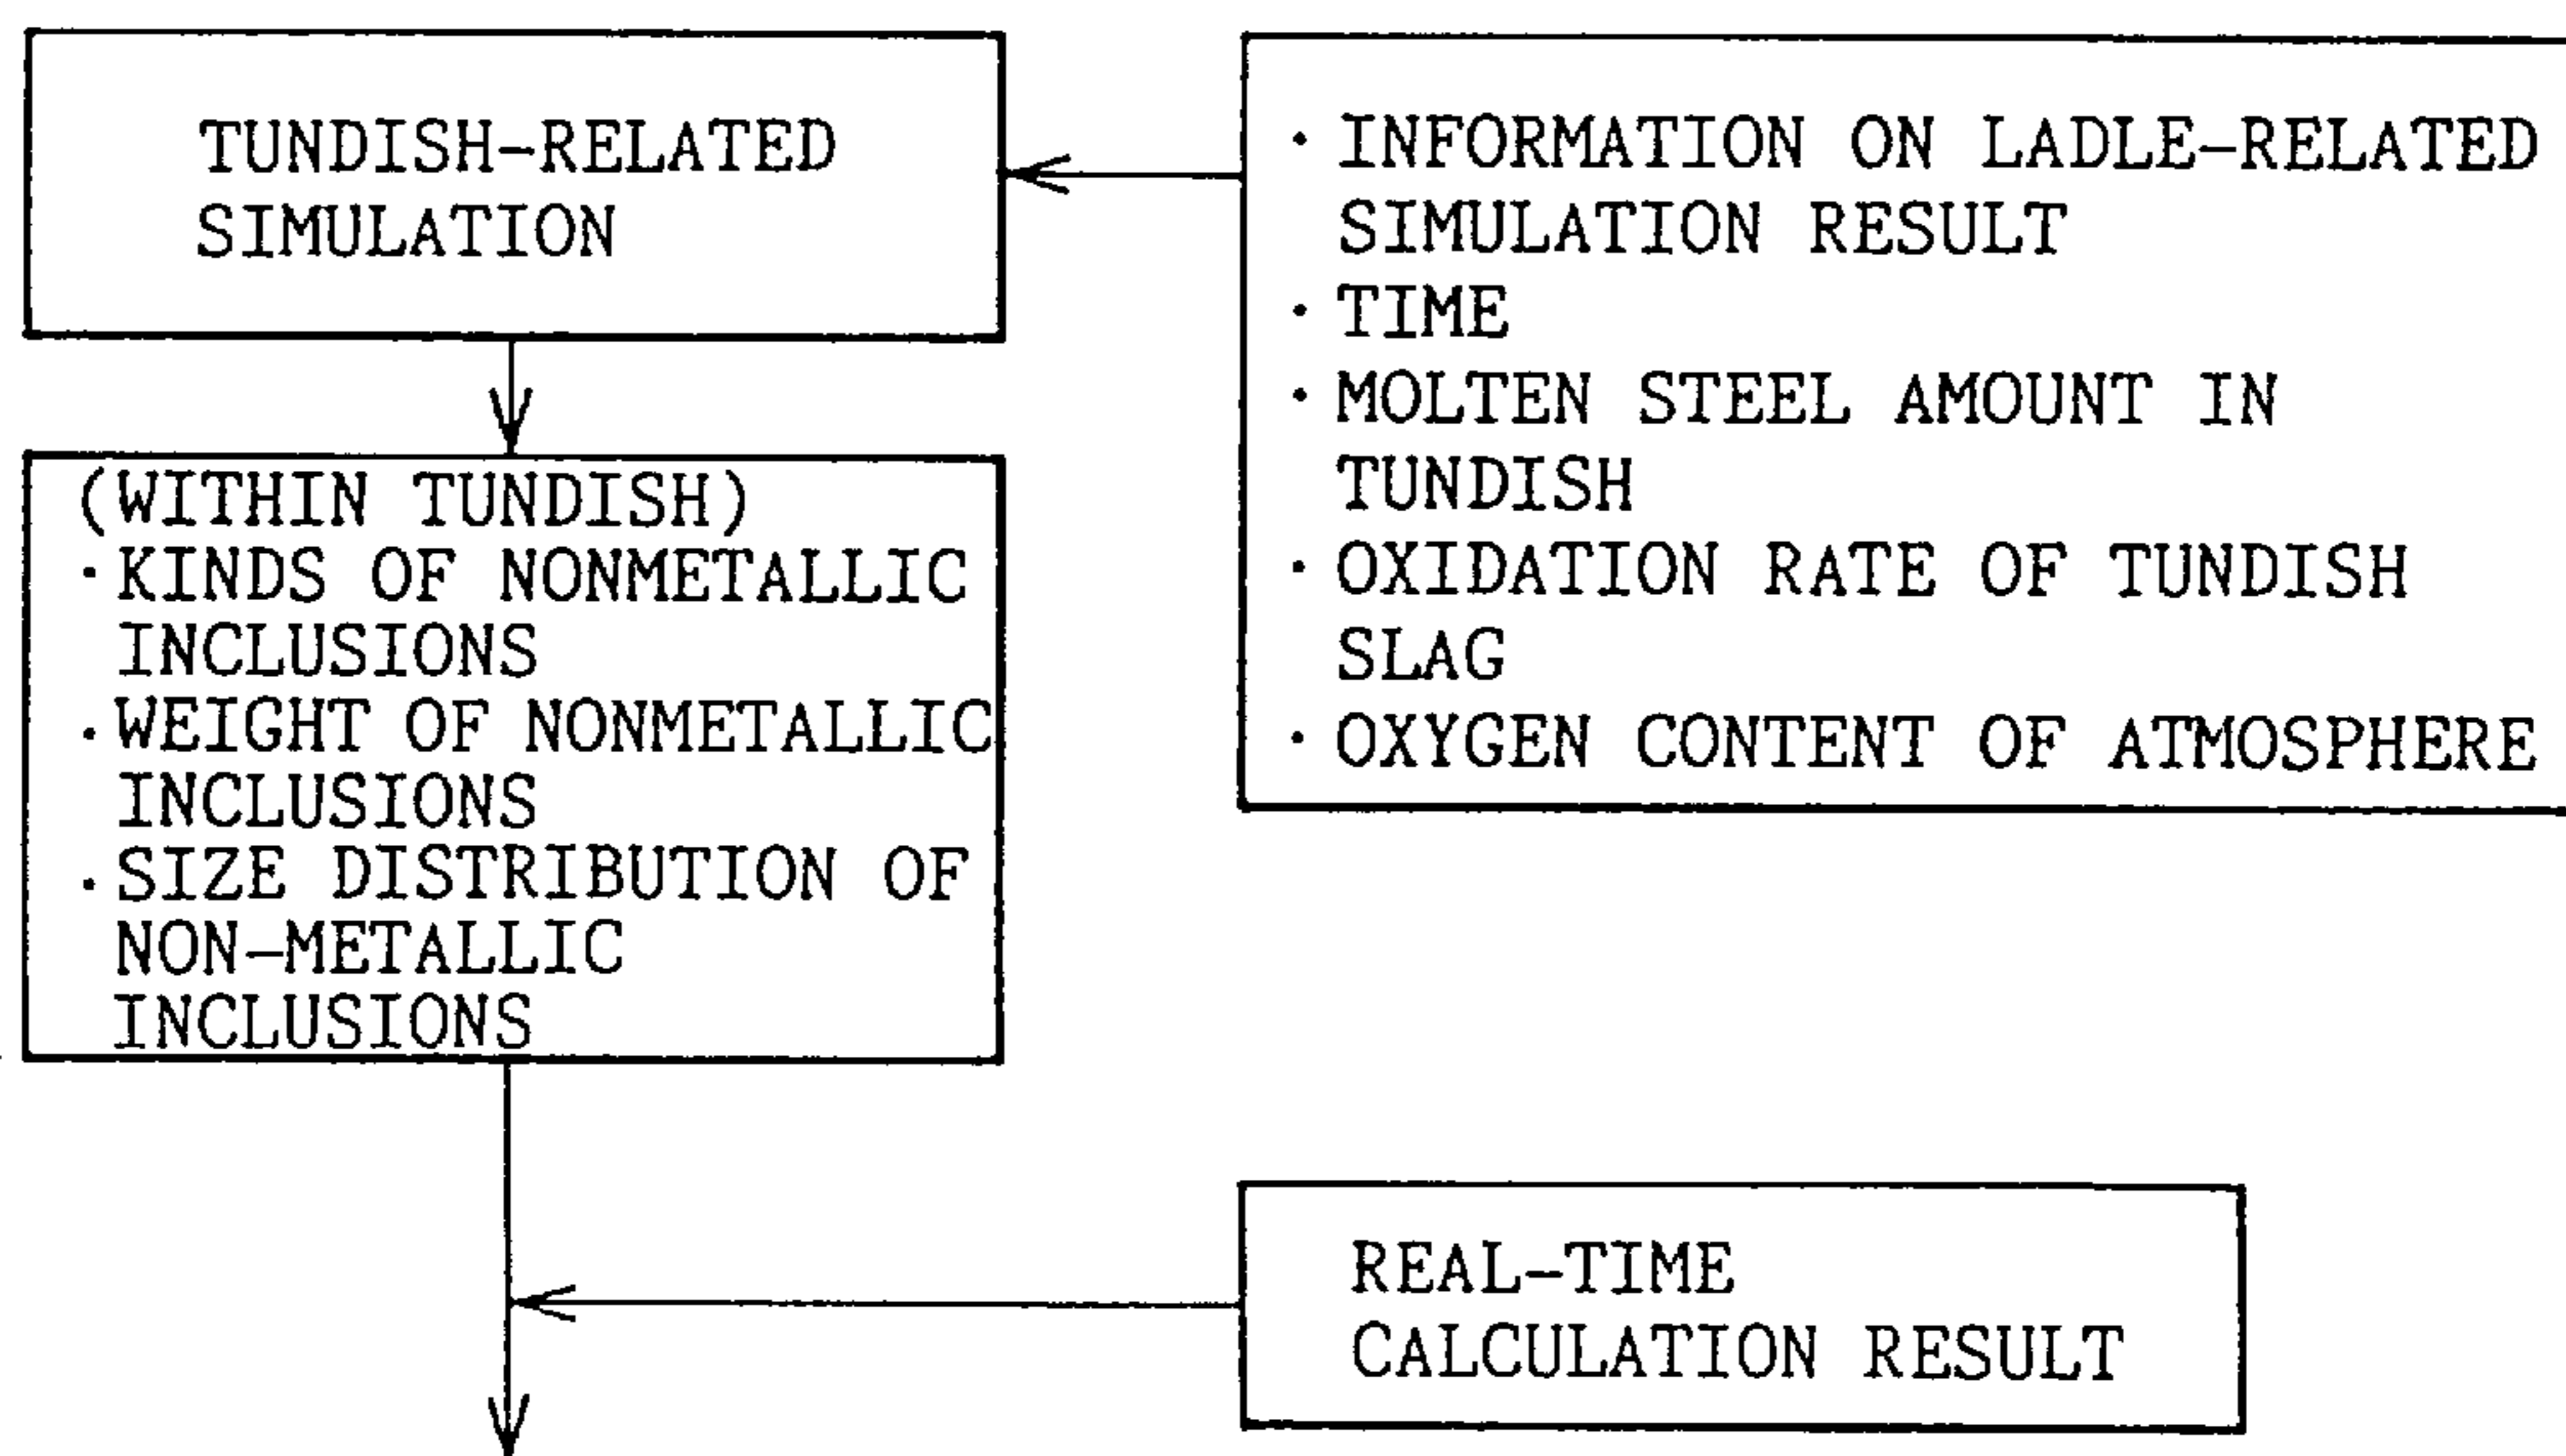 TUNDISH-RELATED
SIMULATION
· INFORMATION ON LADLE-RELATED
SIMULATION RESULT
· TIME
· MOLTEN STEEL AMOUNT IN
TUNDISH
· OXIDATION RATE OF TUNDISH
SLAG
· OXYGEN CONTENT OF ATMOSPHERE
(WITHIN TUNDISH)
· KINDS OF NONMETALLIC
INCLUSIONS
· WEIGHT OF NONMETALLIC
INCLUSIONS
· SIZE DISTRIBUTION OF
NON-METALLIC
INCLUSIONS
REAL-TIME
CALCULATION RESULT